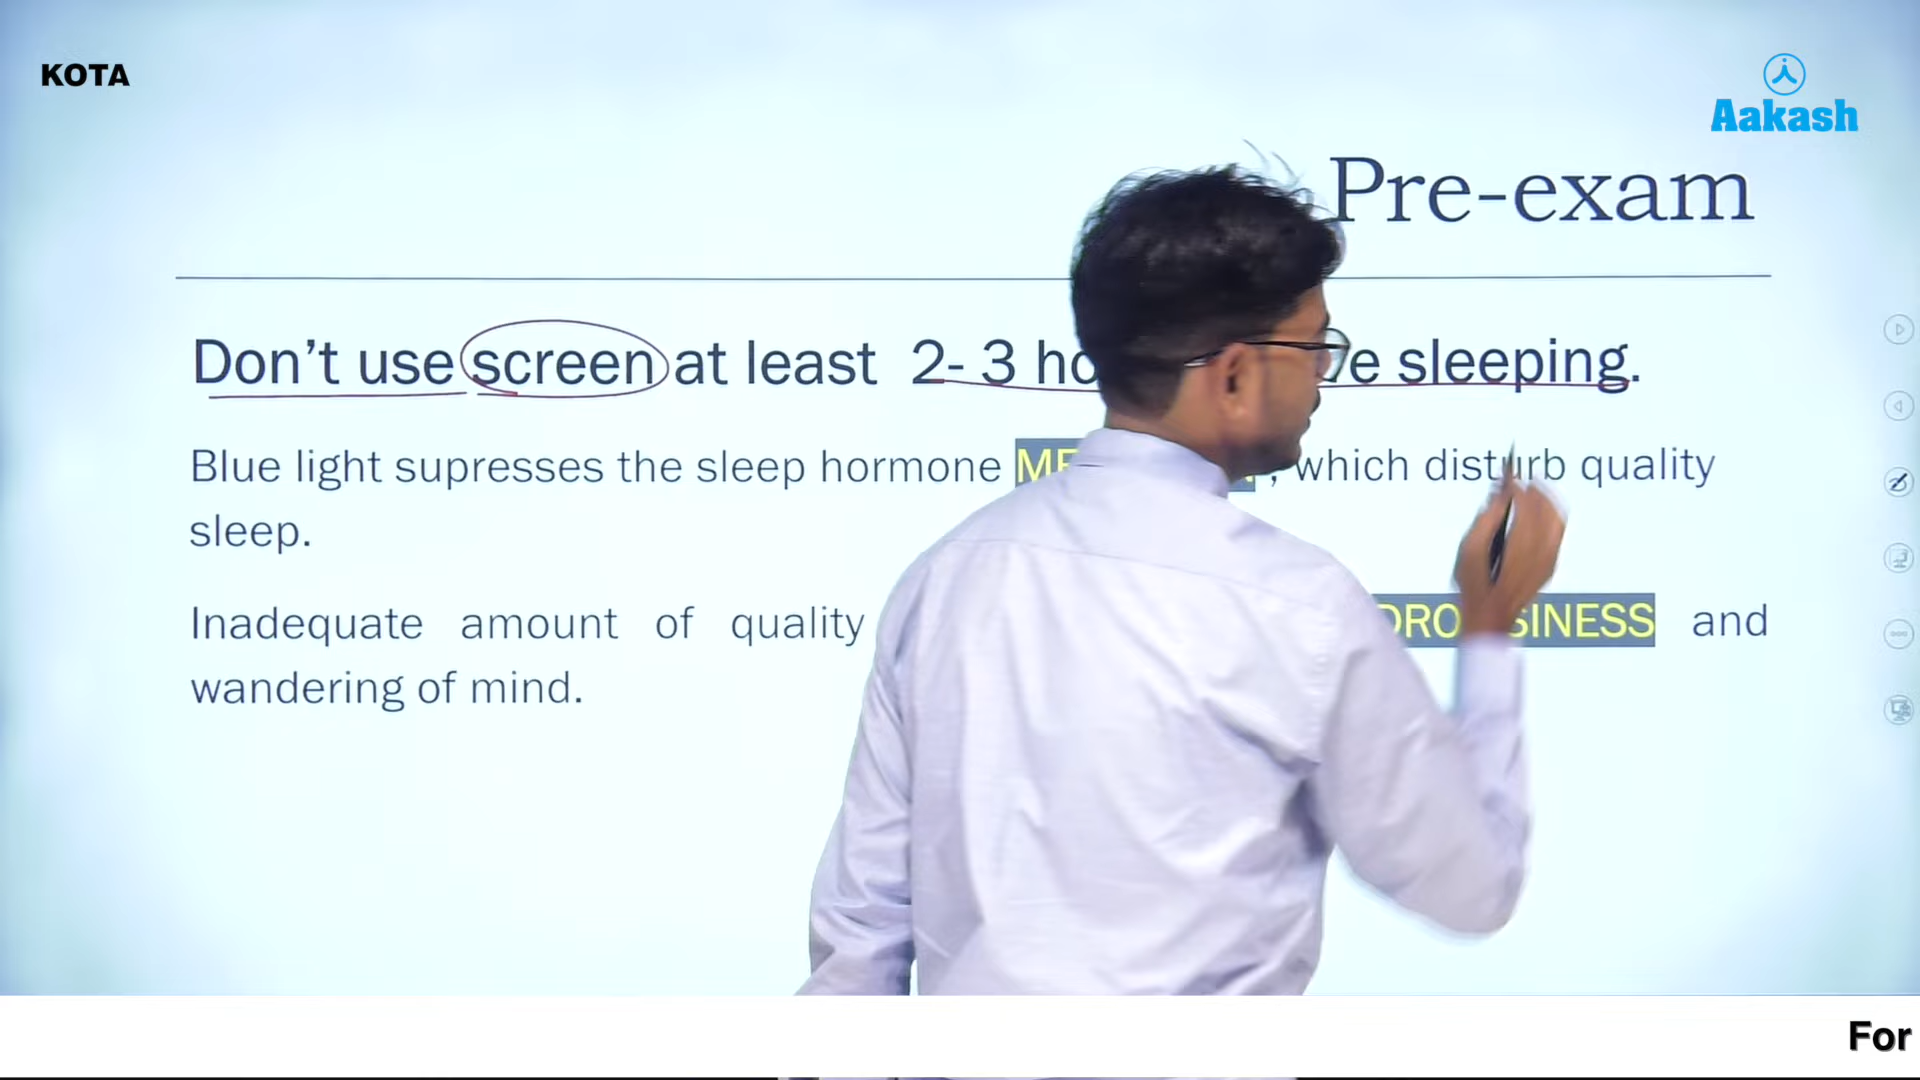 KOTA
Aakash
Pre-exam
Don't use screen at least 2- 3 sleeping.
Blue light supresses the sleep hormone , which disturb quality
sleep.
Inadequate amount of quality and
wandering of mind.
For